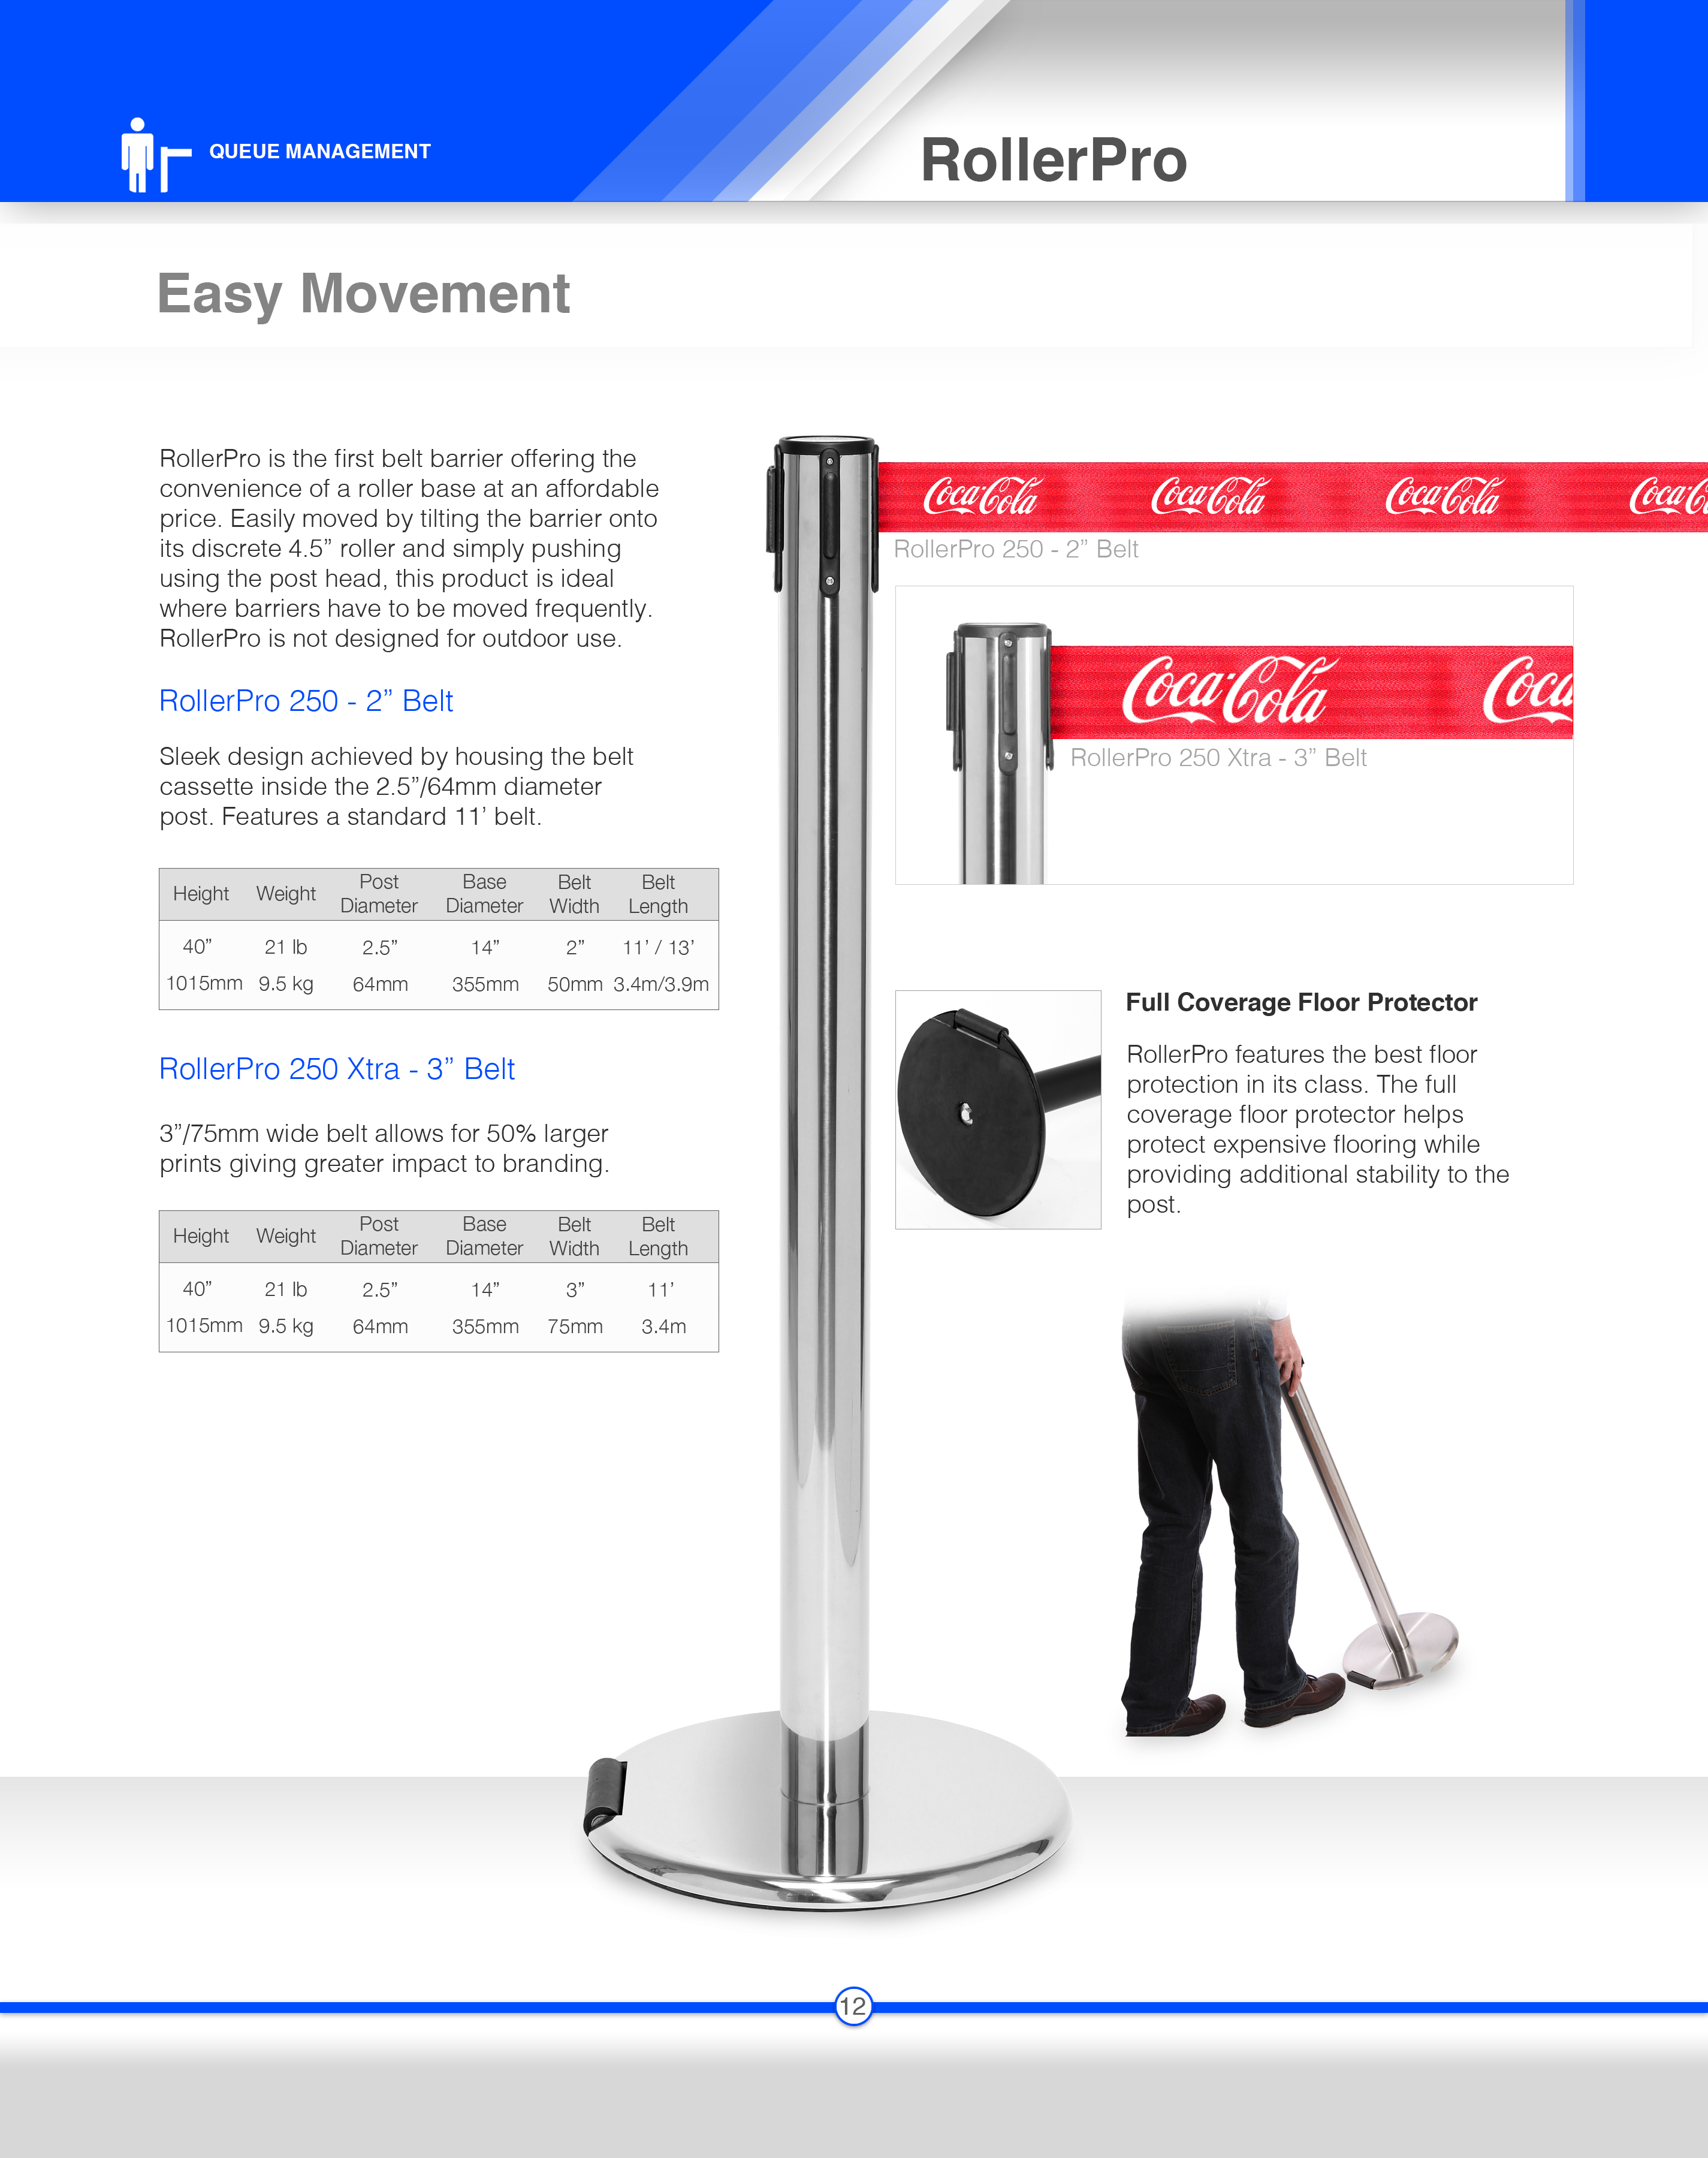 QUEUE MANAGEMENT
RollerPro
Easy Movement
RollerPro is the first belt barrier offering the
convenience of a roller base at an affordable
price. Easily moved by tilting the barrier onto
its discrete 4.5” roller and simply pushing
using the post head, this product is ideal
where barriers have to be moved frequently.
RollerPro is not designed for outdoor use.
RollerPro 250 - 2” Belt
Sleek design achieved by housing the belt
cassette inside the 2.5”/64mm diameter
post. Features a standard 11’ belt.
Height Weight Post Diameter Base Diameter Belt Width Belt Length
40” 21 lb 2.5” 14” 2” 11’ / 13’
1015mm 9.5 kg 64mm 355mm 50mm 3.4m/3.9m
RollerPro 250 Xtra - 3” Belt
3”/75mm wide belt allows for 50% larger
prints giving greater impact to branding.
Height Weight Post Diameter Base Diameter Belt Width Belt Length
40” 21 lb 2.5” 14” 3” 11’
1015mm 9.5 kg 64mm 355mm 75mm 3.4m
Coca-Cola Coca-Cola Coca-Cola Coca-C
RollerPro 250 - 2” Belt
Coca-Cola Coca
RollerPro 250 Xtra - 3” Belt
Full Coverage Floor Protector
RollerPro features the best floor
protection in its class. The full
coverage floor protector helps
protect expensive flooring while
providing additional stability to the
post.
12